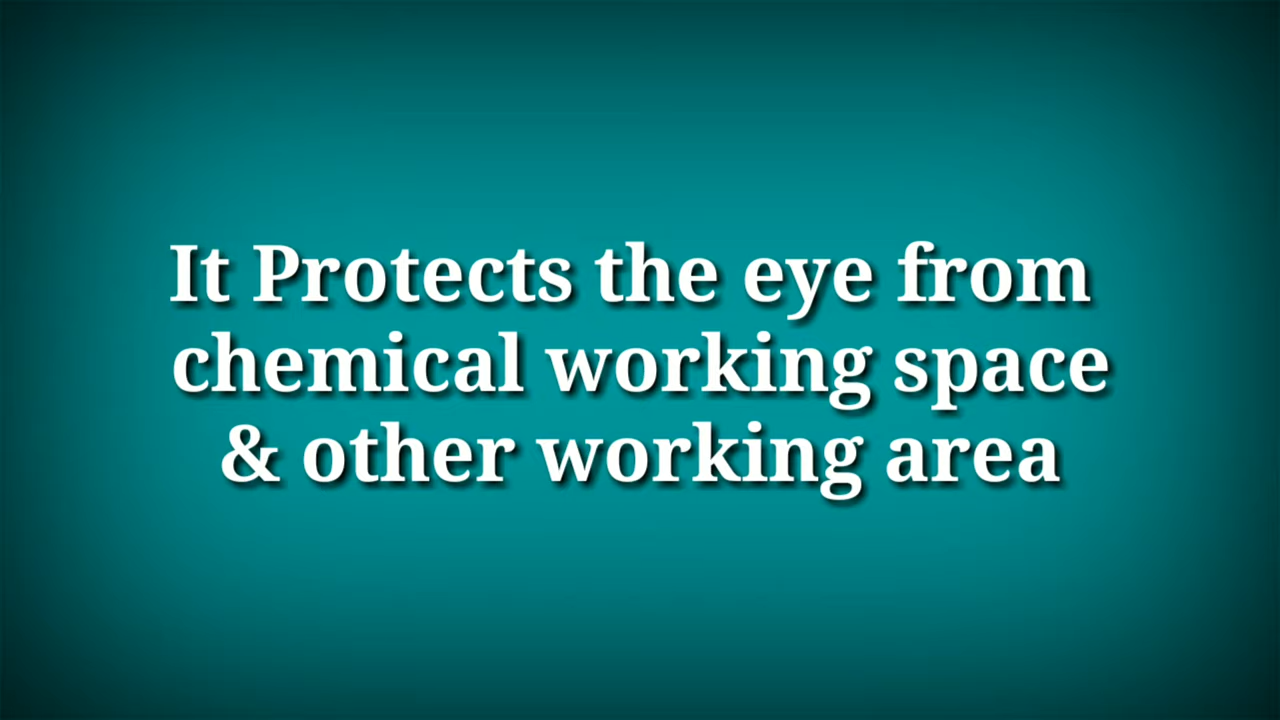 It Protects the eye from
chemical working space
& other working area